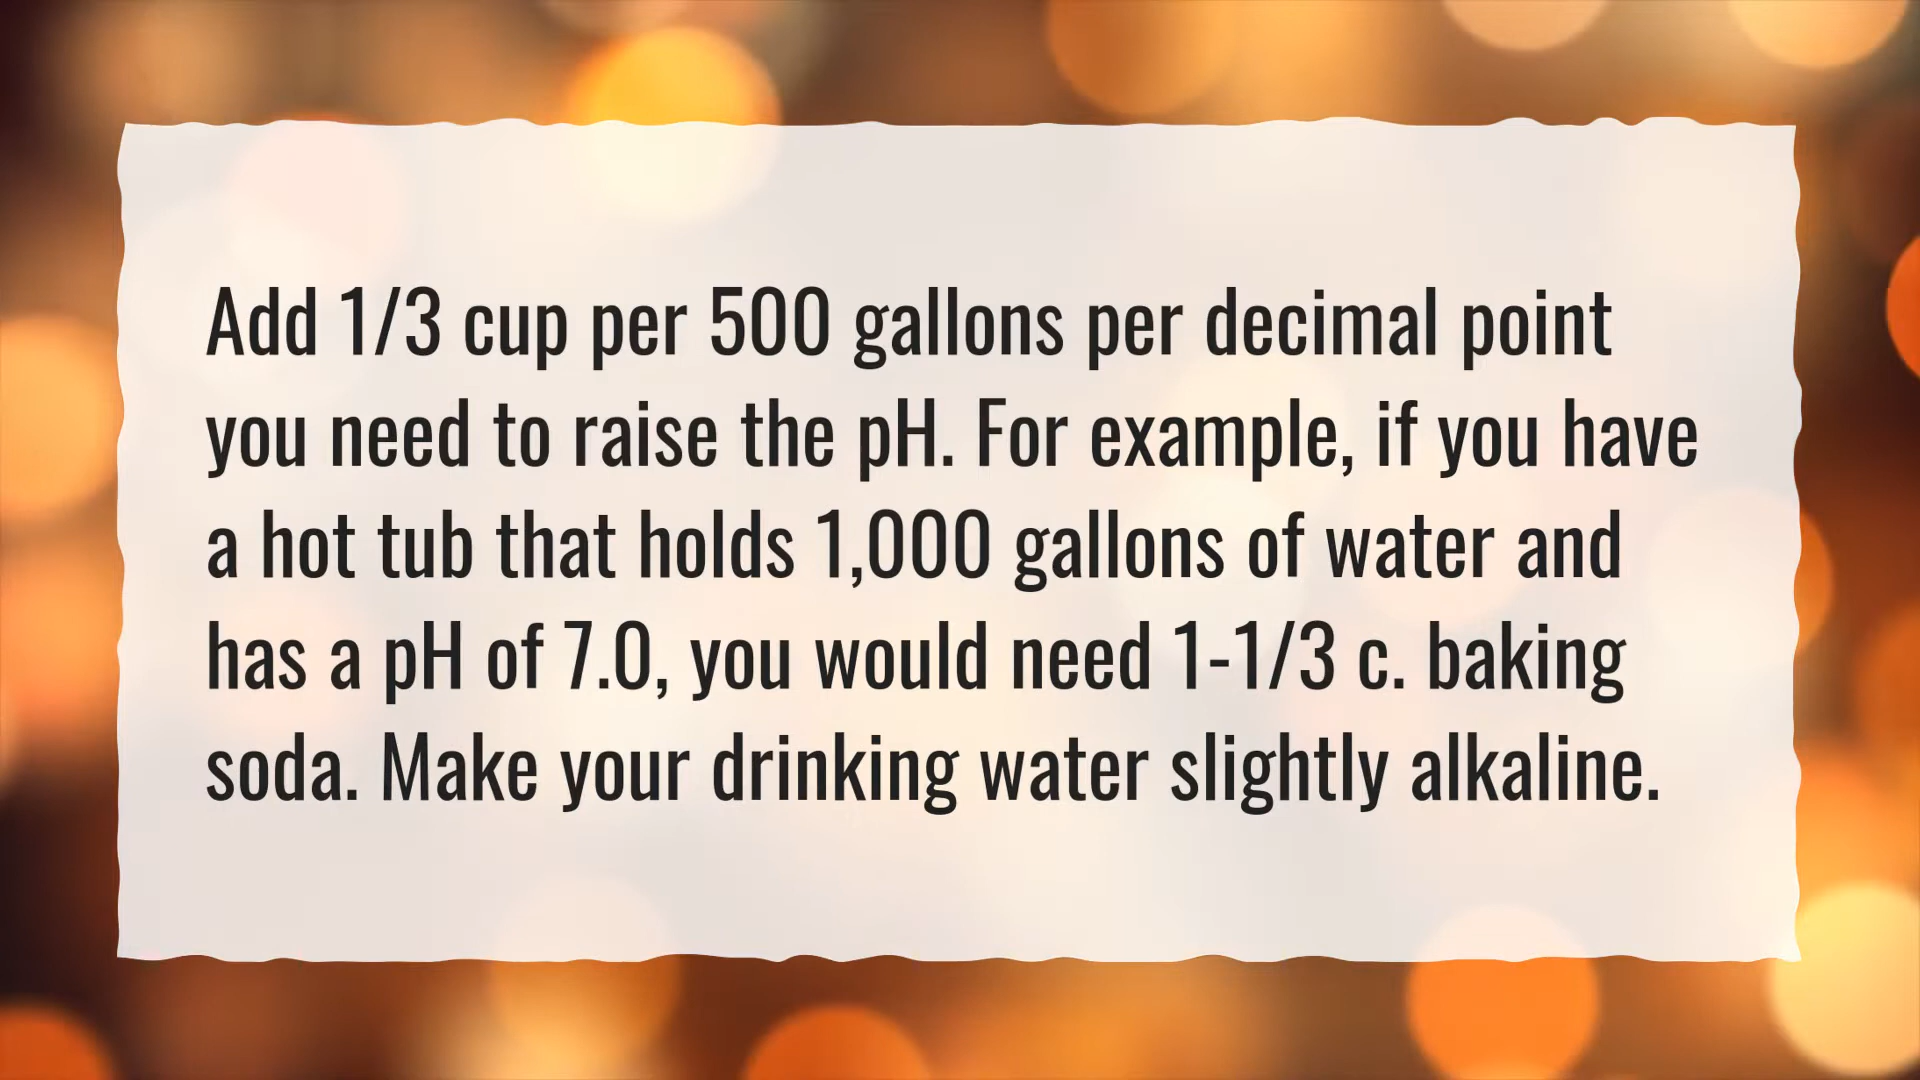 Add 1/3 cup per 500 gallons per decimal point
you need to raise the pH. For example, if you have
a hot tub that holds 1,000 gallons of water and
has a pH of 7.0, you would need 1-1/3 c. baking
soda. Make your drinking water slightly alkaline.